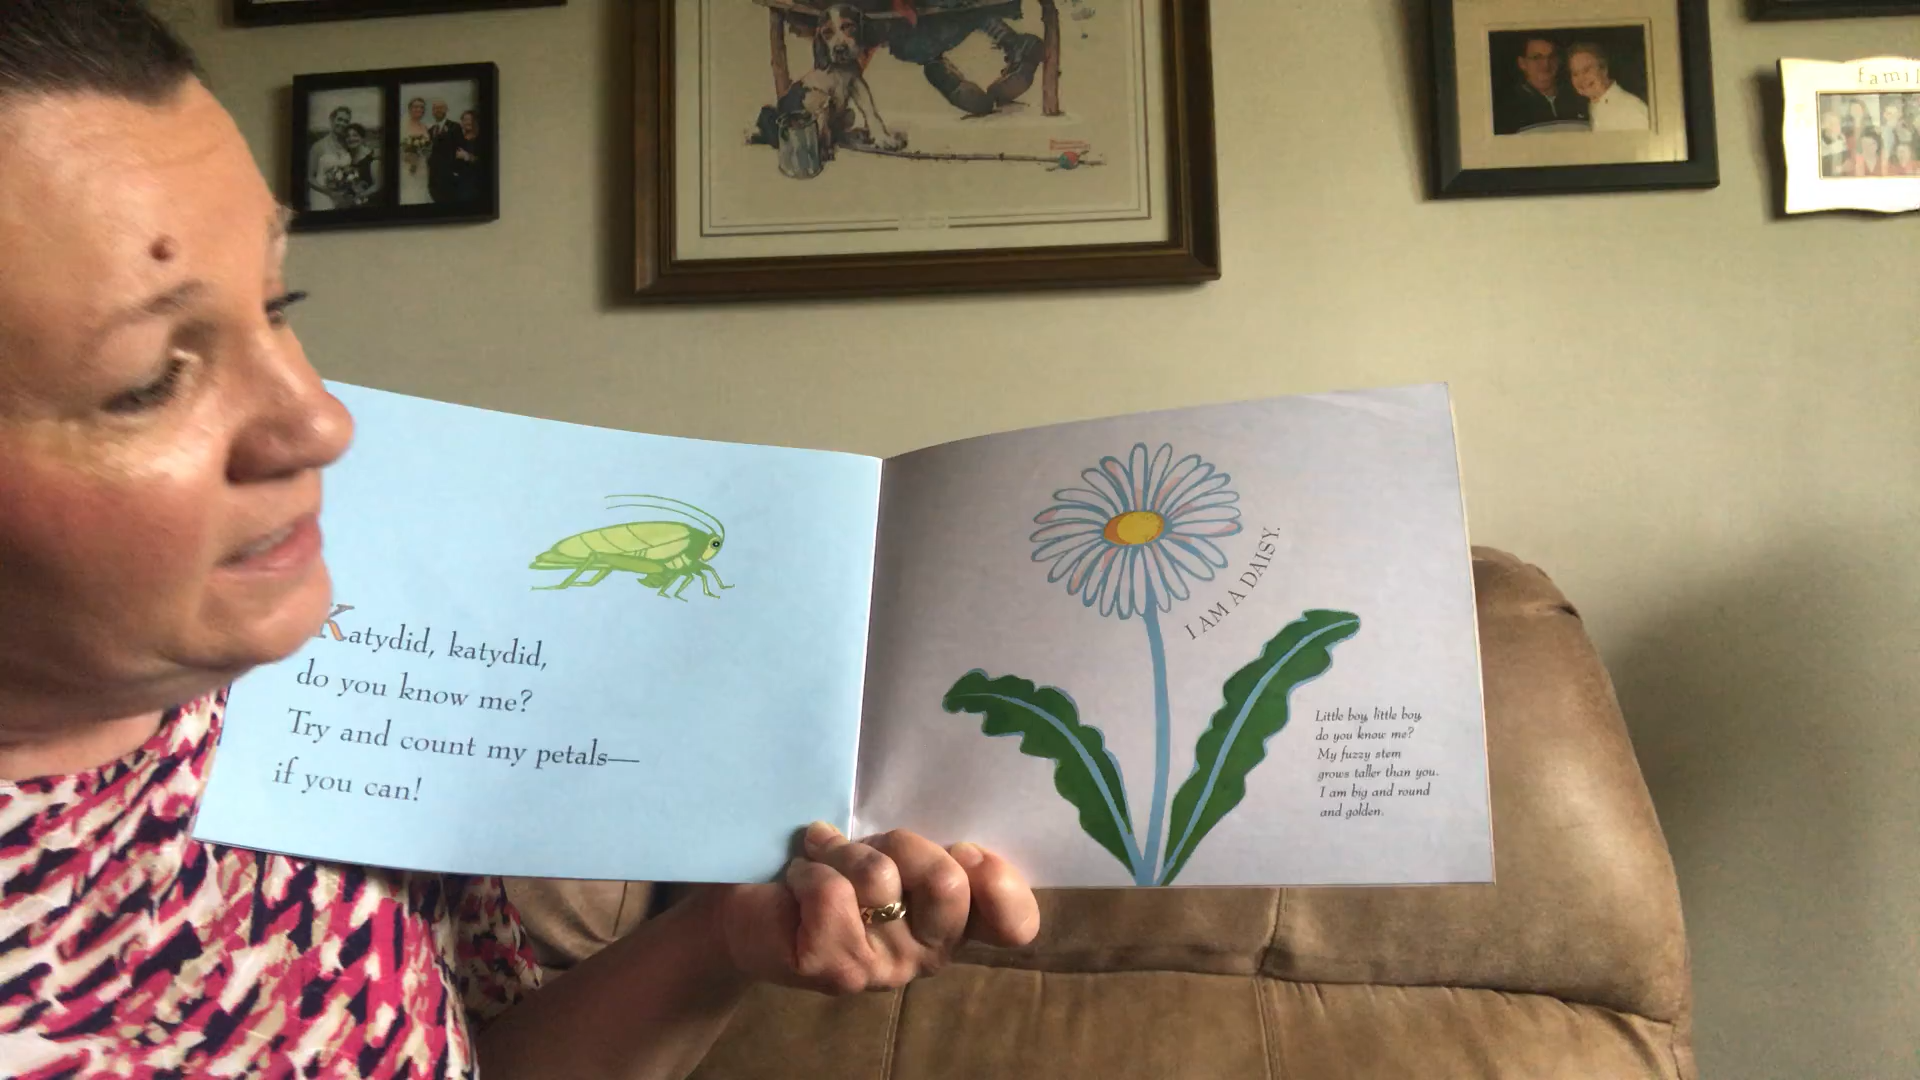 Katydid, katydid,
do you know me?
Try and count my petals—
if you can!
I AM A DAISY.
Little boy, little boy,
do you know me?
My fuzzy stem
grows taller than you.
I am big and round
and golden.